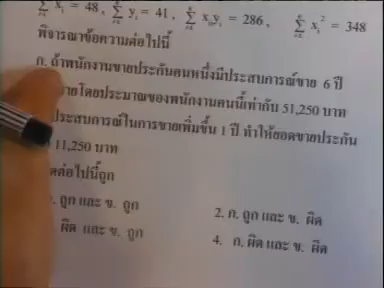 = 48, Σ yᵢ = 41, Σ xᵢyᵢ = 286, Σ xᵢ² = 348
พิจารณาข้อความต่อไปนี้
ก. ถ้าพนักงานขายประกันคนหนึ่งมีประสบการณ์ขาย 6 ปี
โดยประมาณของพนักงานคนนี้เท่ากับ 51,250 บาท
ประสบการณ์ในการขายเพิ่มขึ้น 1 ปี ทำให้ยอดขายประกัน
11,250 บาท
ต่อไปนี้ถูก
ถูก และ ข. ถูก
2. ก. ถูก และ ข. ผิด
ผิด และ ข. ถูก
4. ก. ผิด และ ข. ผิด